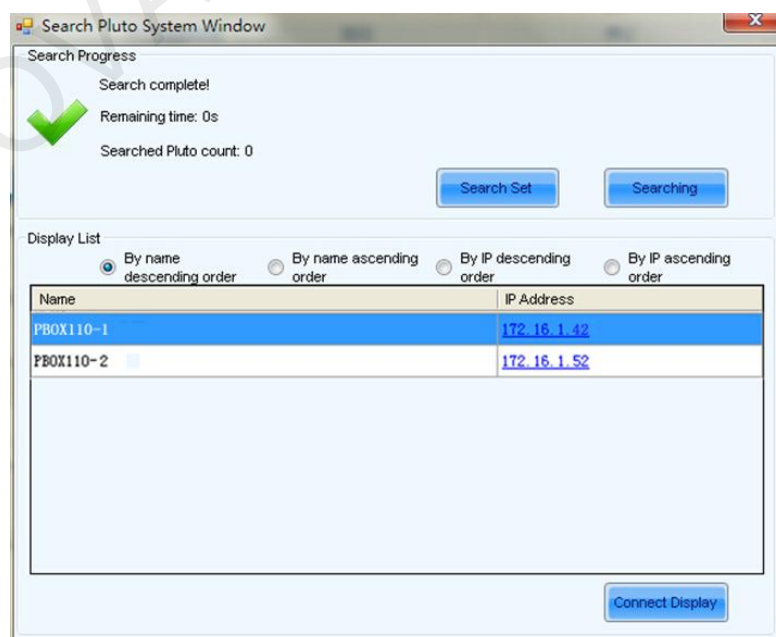 Search Pluto System Window
Search Progress
Search complete!
Remaining time: 0s
Searched Pluto count: 0
Search Set
Searching
Display List
By name
descending order
By name ascending
order
By IP descending
order
By IP ascending
order
Name IP Address
PBOX110-1 172.16.1.42
PBOX110-2 172.16.1.52
Connect Display